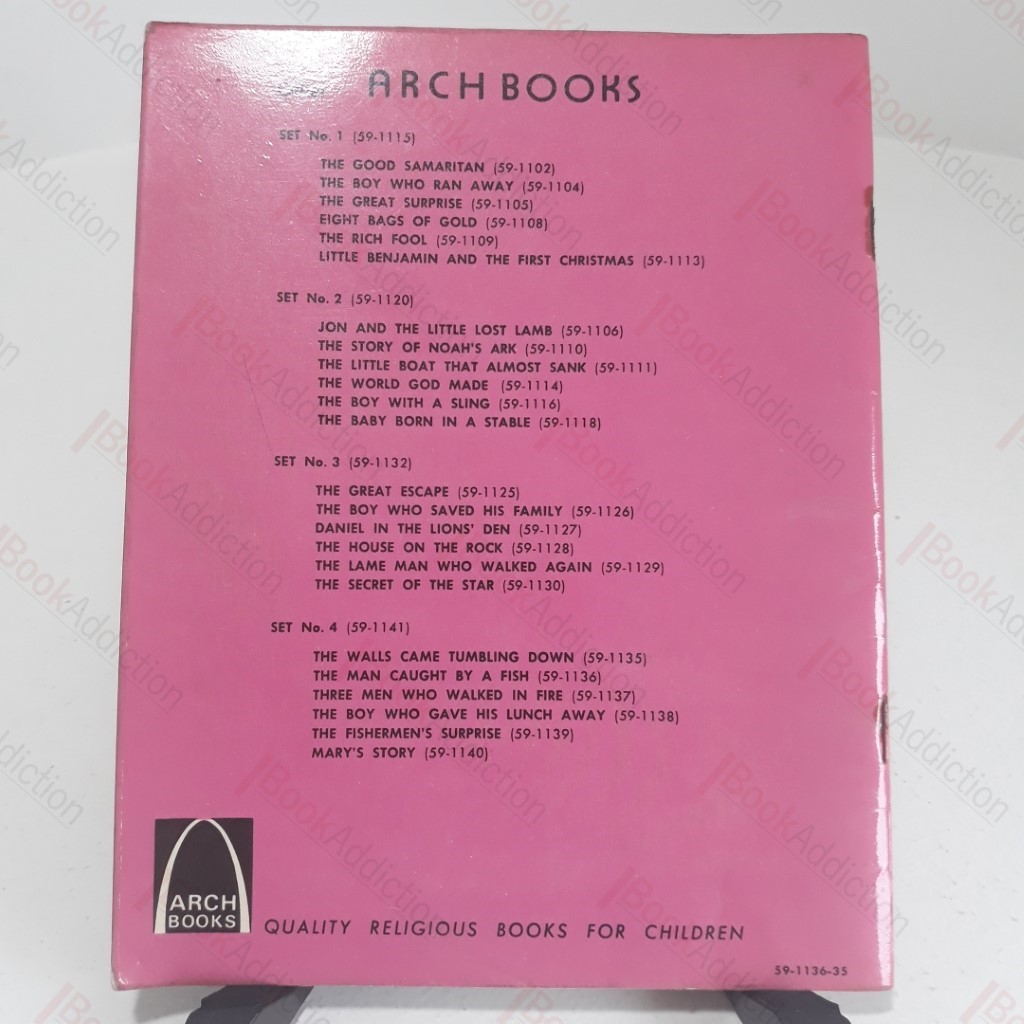 ARCH BOOKS
SET No. 1 (59-1115)
THE GOOD SAMARITAN (59-1102)
THE BOY WHO RAN AWAY (59-1104)
THE GREAT SURPRISE (59-1105)
EIGHT BAGS OF GOLD (59-1108)
THE RICH FOOL (59-1109)
LITTLE BENJAMIN AND THE FIRST CHRISTMAS (59-1113)
SET No. 2 (59-1120)
JON AND THE LITTLE LOST LAMB (59-1106)
THE STORY OF NOAH'S ARK (59-1110)
THE LITTLE BOAT THAT ALMOST SANK (59-1111)
THE WORLD GOD MADE (59-1114)
THE BOY WITH A SLING (59-1116)
THE BABY BORN IN A STABLE (59-1118)
SET No. 3 (59-1132)
THE GREAT ESCAPE (59-1125)
THE BOY WHO SAVED HIS FAMILY (59-1126)
DANIEL IN THE LIONS' DEN (59-1127)
THE HOUSE ON THE ROCK (59-1128)
THE LAME MAN WHO WALKED AGAIN (59-1129)
THE SECRET OF THE STAR (59-1130)
SET No. 4 (59-1141)
THE WALLS CAME TUMBLING DOWN (59-1135)
THE MAN CAUGHT BY A FISH (59-1136)
THREE MEN WHO WALKED IN FIRE (59-1137)
THE BOY WHO GAVE HIS LUNCH AWAY (59-1138)
THE FISHERMEN'S SURPRISE (59-1139)
MARY'S STORY (59-1140)
ARCH
BOOKS
QUALITY RELIGIOUS BOOKS FOR CHILDREN
59-1136-35
BookAddiction